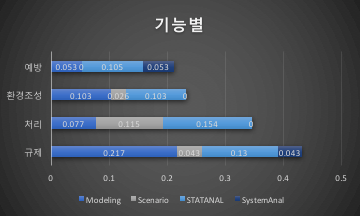 기능별
예방 0.053 0 0.105 0.053
환경조성 0.103 0.026 0.103 0
처리 0.077 0.115 0.154 0
규제 0.217 0.043 0.13 0.043
0 0.1 0.2 0.3 0.4 0.5
Modeling Scenario STATANAL SystemAnal